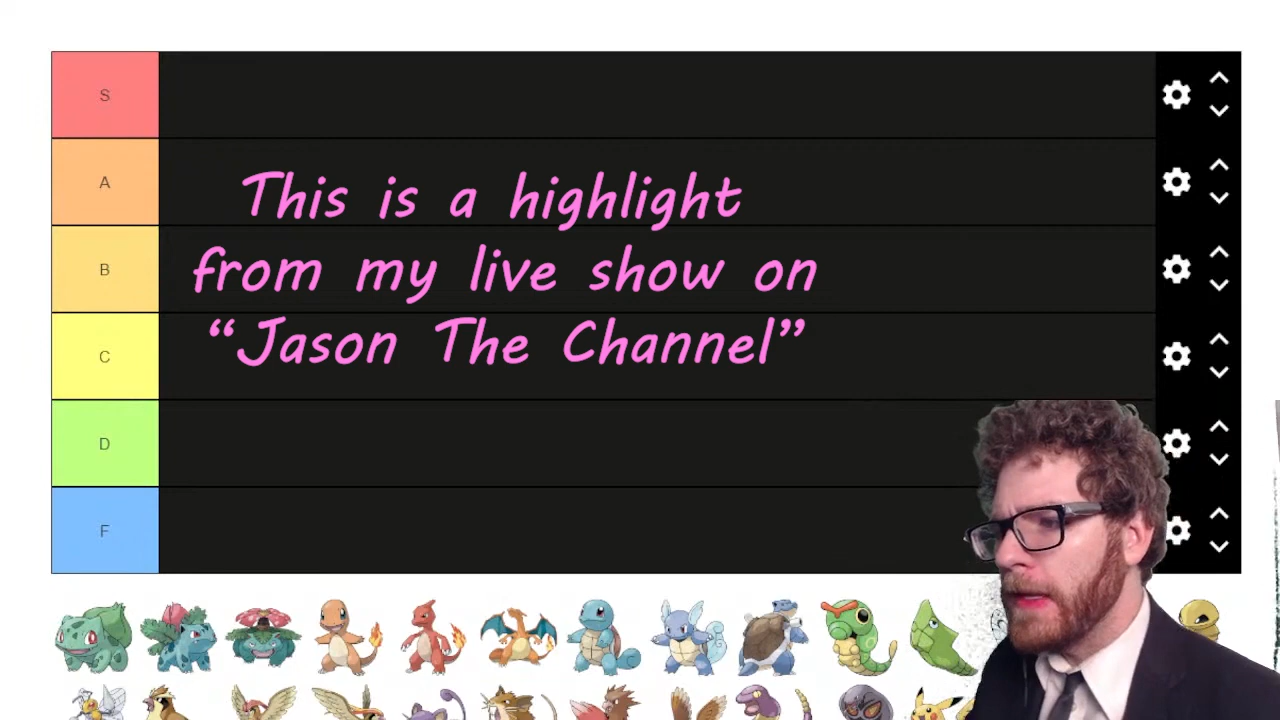 S
A
This is a highlight
B
from my live show on
C
“Jason The Channel”
D
F